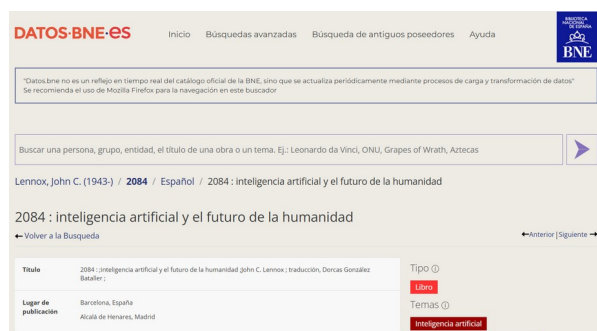 DATOS·BNE·es
Inicio Búsquedas avanzadas Búsqueda de antiguos poseedores Ayuda
BIBLIOTECA
NACIONAL
DE ESPAÑA
BNE
"Datos.bne no es un reflejo en tiempo real del catálogo oficial de la BNE, sino que se actualiza periódicamente mediante procesos de carga y transformación de datos"
Se recomienda el uso de Mozilla Firefox para la navegación en este buscador
Buscar una persona, grupo, entidad, el título de una obra o un tema. Ej.: Leonardo da Vinci, ONU, Grapes of Wrath, Aztecas
Lennox, John C. (1943-) / 2084 / Español / 2084 : inteligencia artificial y el futuro de la humanidad
2084 : inteligencia artificial y el futuro de la humanidad
Volver a la Busqueda
Anterior|Siguiente
Título 2084 : ;inteligencia artificial y el futuro de la humanidad ;John C. Lennox ; traducción, Dorcas González
Bataller ;
Lugar de publicación Barcelona, España
Alcalá de Henares, Madrid
Tipo
Libro
Temas
Inteligencia artificial